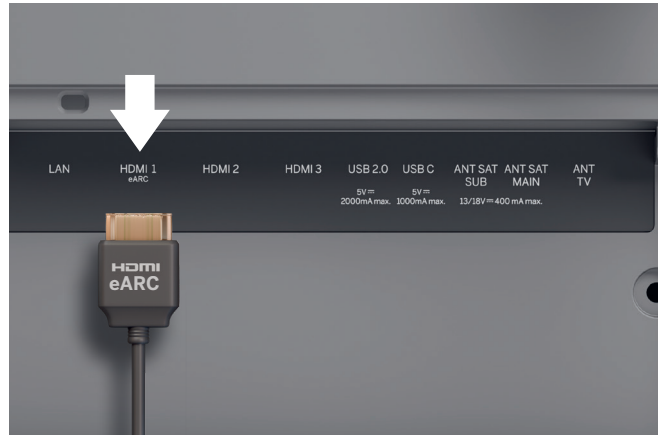 LAN
HDMI 1
eARC
HDMI 2
HDMI 3
USB 2.0
5V⎓
2000mA max.
USB C
5V⎓
1000mA max.
ANT SAT
SUB
ANT SAT
MAIN
13/18V⎓400 mA max.
ANT
TV
HDMI
eARC